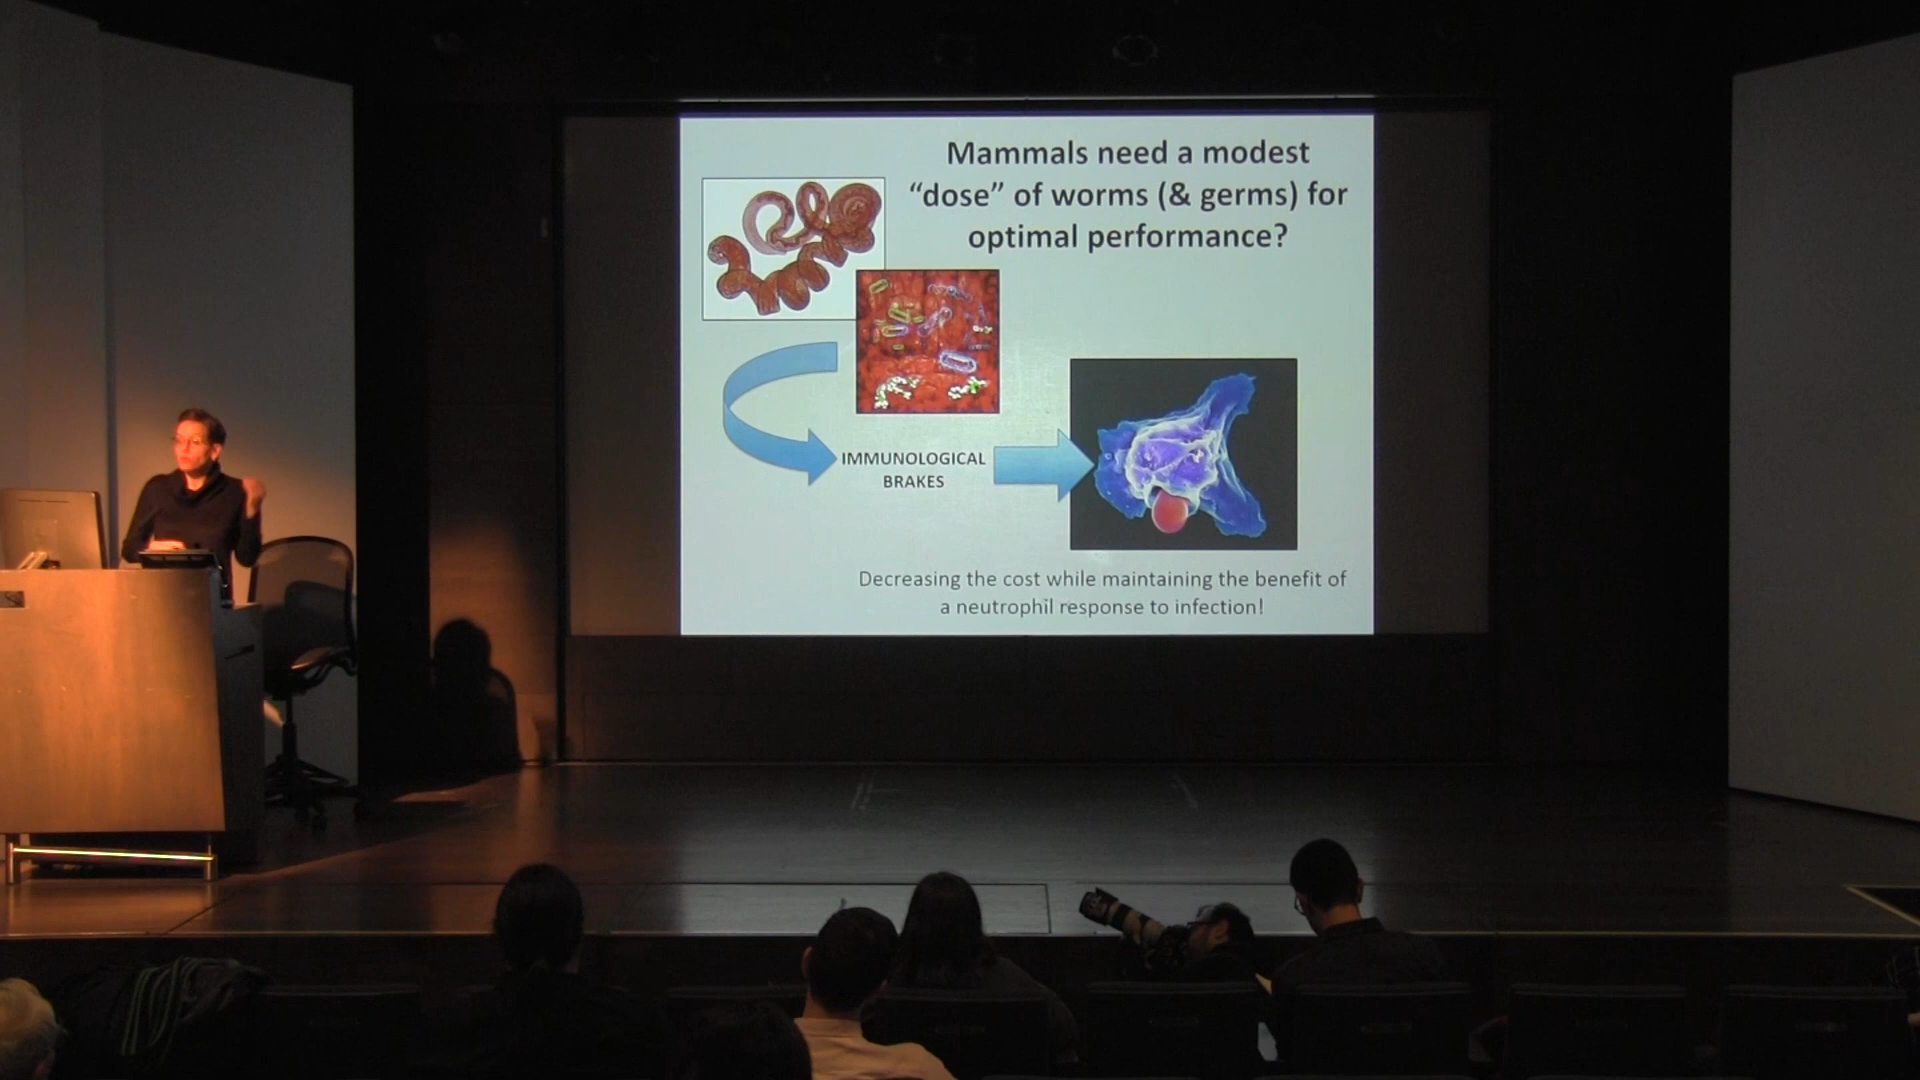 Mammals need a modest
“dose” of worms (& germs) for
optimal performance?
IMMUNOLOGICAL
BRAKES
Decreasing the cost while maintaining the benefit of
a neutrophil response to infection!